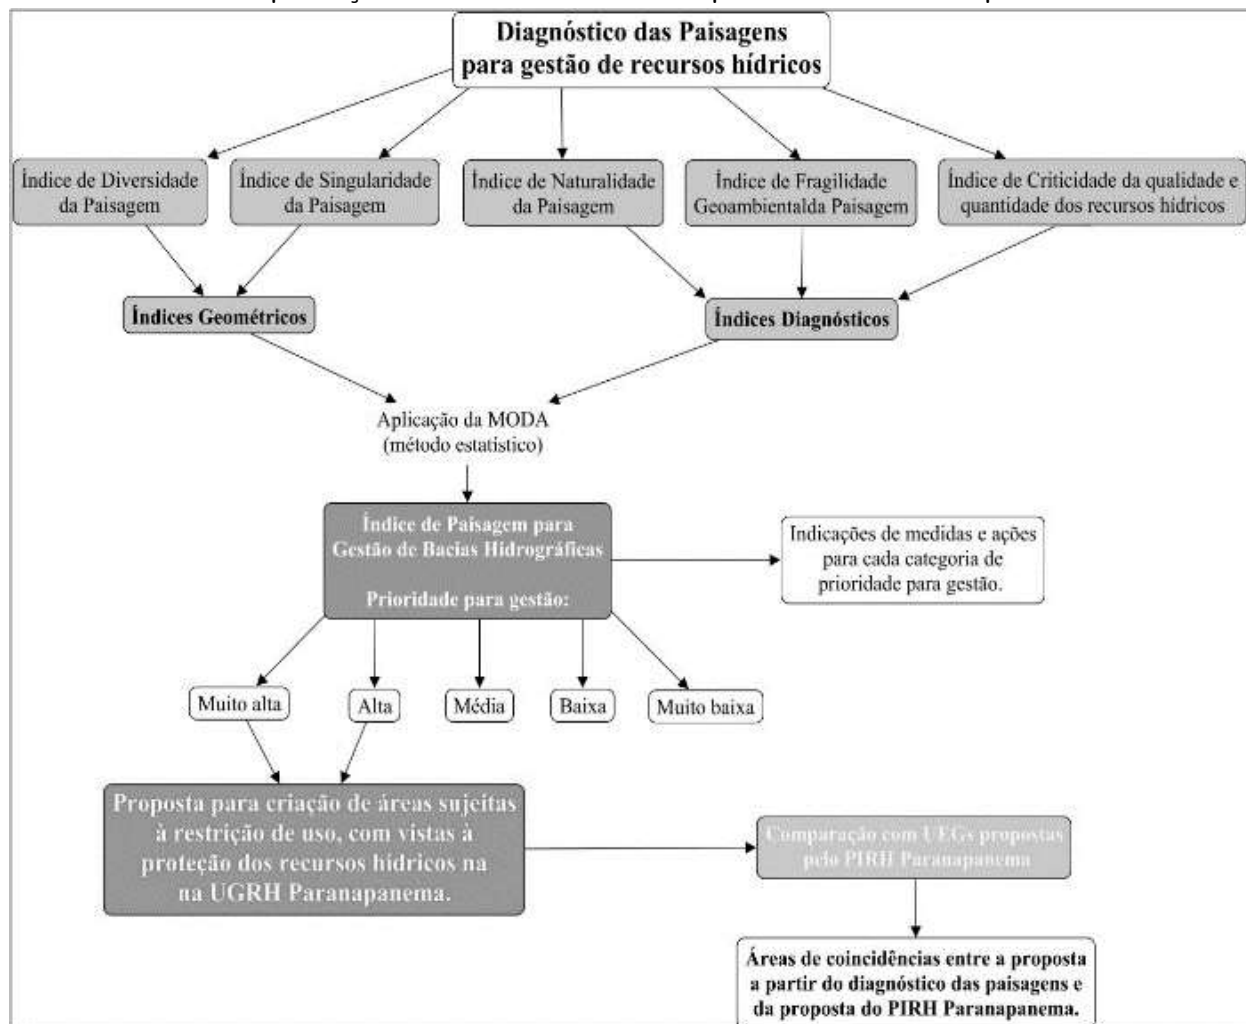 Diagnóstico das Paisagens
para gestão de recursos hídricos
Índice de Diversidade
da Paisagem
Índice de Singularidade
da Paisagem
Índice de Naturalidade
da Paisagem
Índice de Fragilidade
Geoambientalda Paisagem
Índice de Criticidade da qualidade e
quantidade dos recursos hídricos
Índices Geométricos
Índices Diagnósticos
Aplicação da MODA
(método estatístico)
Índice de Paisagem para
Gestão de Bacias Hidrográficas
Prioridade para gestão:
Indicações de medidas e ações
para cada categoria de
prioridade para gestão.
Muito alta
Alta
Média
Baixa
Muito baixa
Proposta para criação de áreas sujeitas
à restrição de uso, com vistas à
proteção dos recursos hídricos na
na UGRH Paranapanema.
Comparação com UEGs propostas
pelo PIRH Paranapanema
Áreas de coincidências entre a proposta
a partir do diagnóstico das paisagens e
da proposta do PIRH Paranapanema.